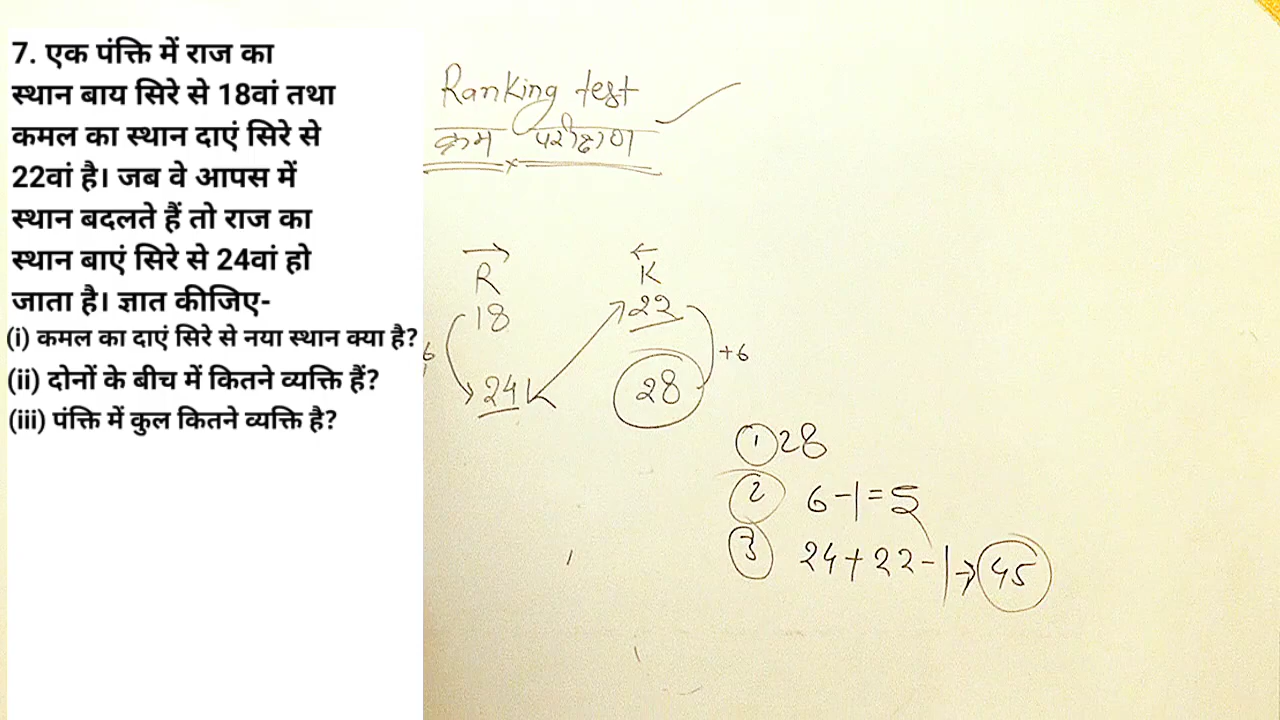 7. एक पंक्ति में राज का
स्थान बाय सिरे से 18वां तथा
कमल का स्थान दाएं सिरे से
22वां है। जब वे आपस में
स्थान बदलते हैं तो राज का
स्थान बाएं सिरे से 24वां हो
जाता है। ज्ञात कीजिए-
(i) कमल का दाएं सिरे से नया स्थान क्या है?
(ii) दोनों के बीच में कितने व्यक्ति हैं?
(iii) पंक्ति में कुल कितने व्यक्ति है?
Ranking test
क्रम परीक्षण
R K
18 22
6 +6
24 K 28
1 28
2 6-1=5
3 24+22-1→45